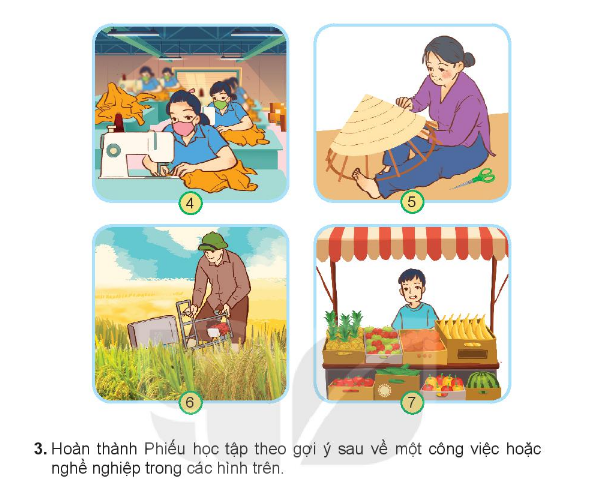 4
5
6
7
3. Hoàn thành Phiếu học tập theo gợi ý sau về một công việc hoặc
nghề nghiệp trong các hình trên.